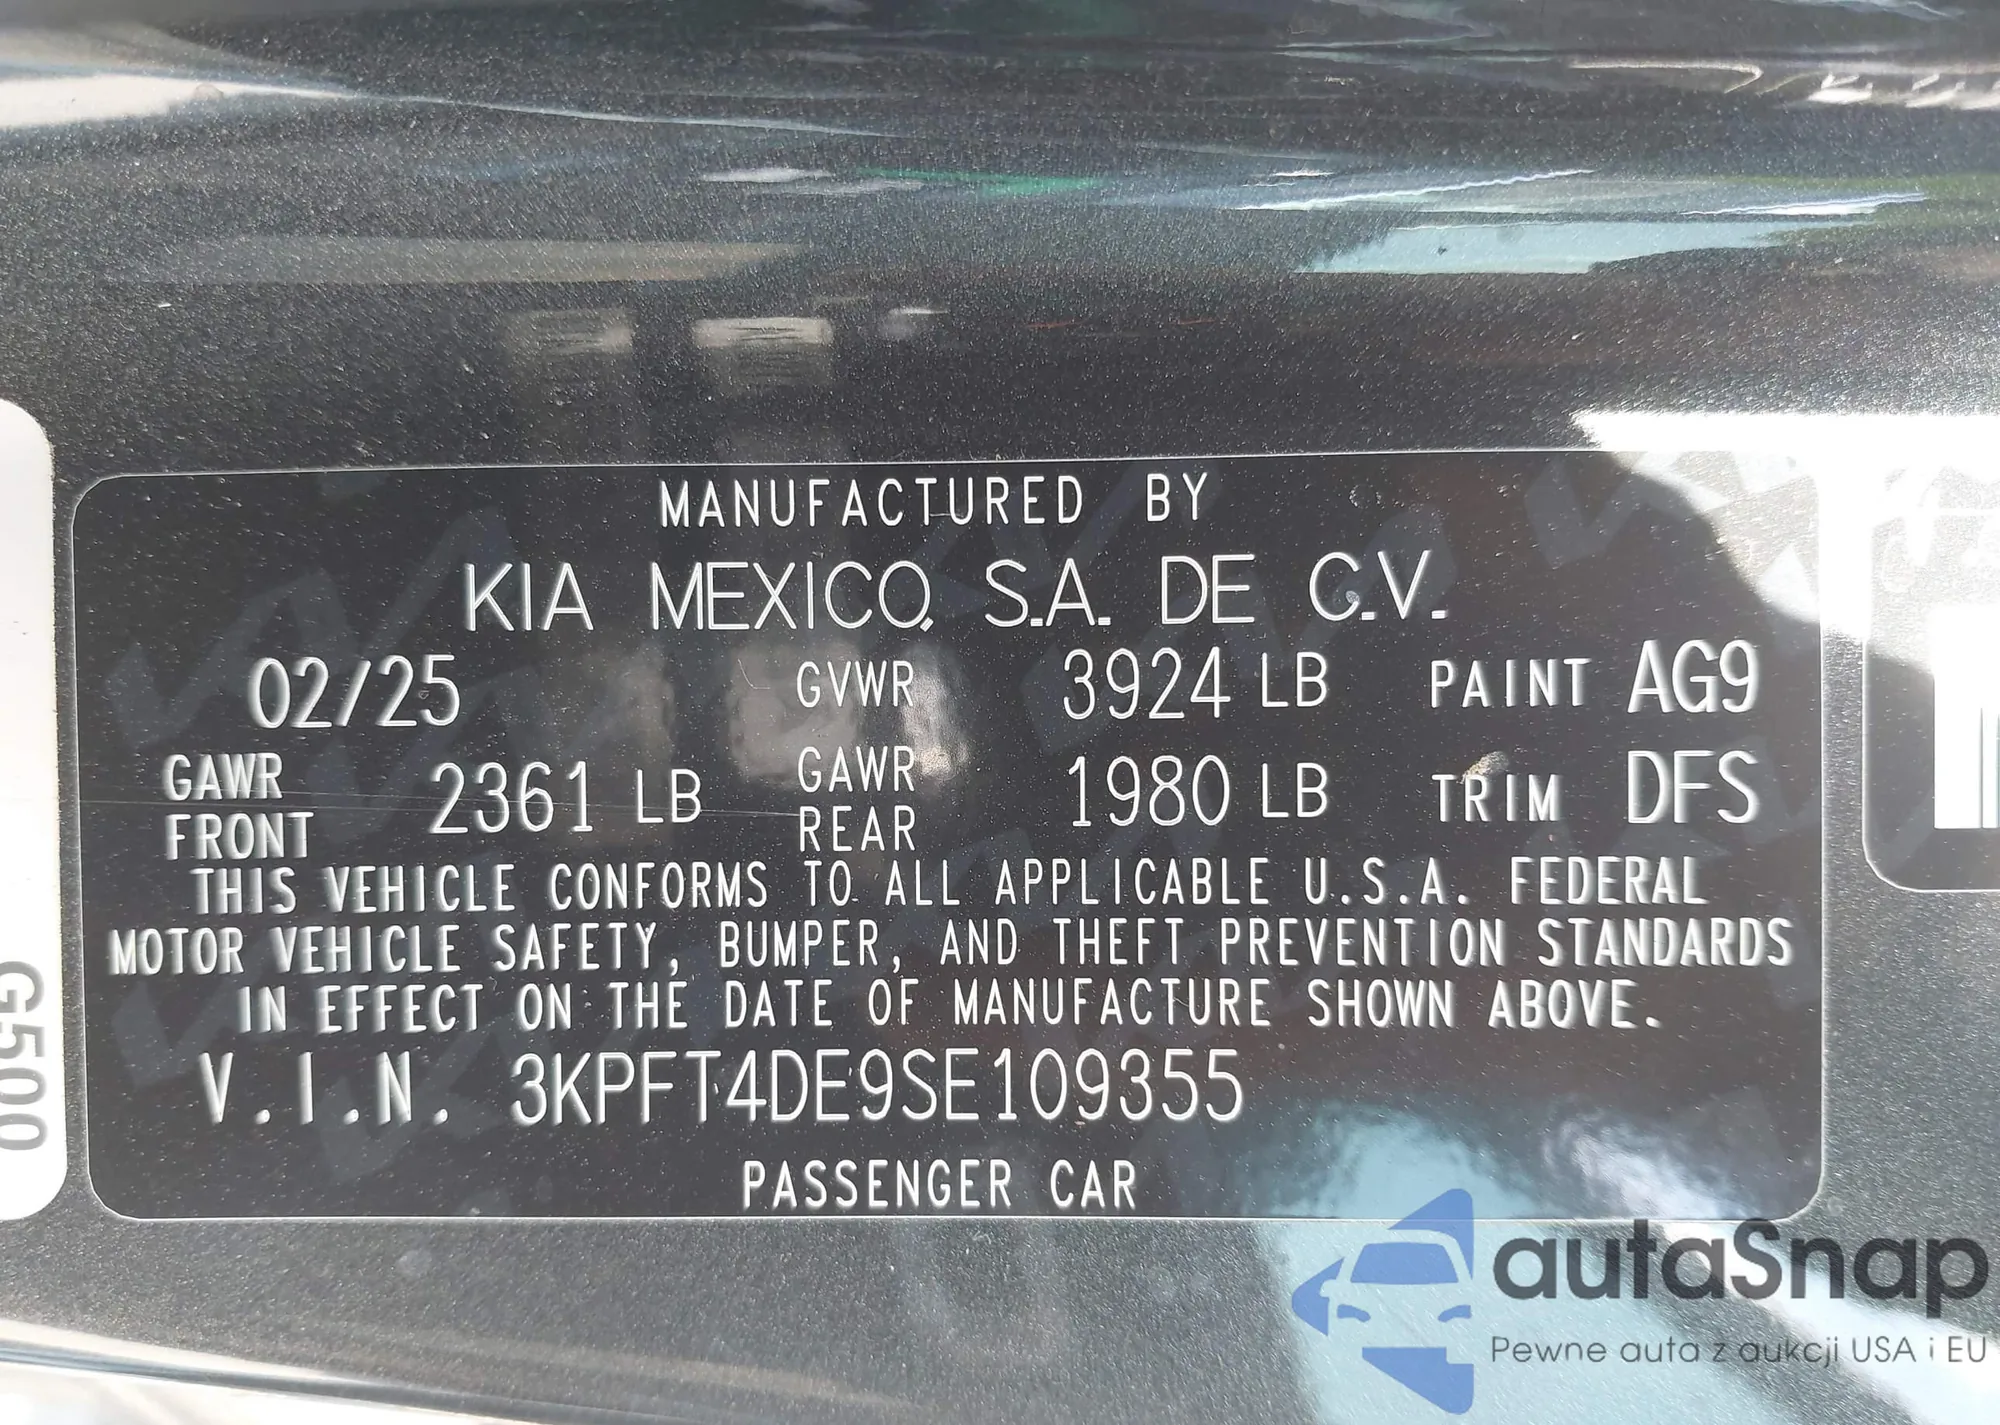 MANUFACTURED BY
KIA MEXICO, S.A. DE C.V.
02/25 GVWR 3924 LB PAINT AG9
GAWR FRONT 2361 LB GAWR REAR 1980 LB TRIM DFS
THIS VEHICLE CONFORMS TO ALL APPLICABLE U.S.A. FEDERAL
MOTOR VEHICLE SAFETY, BUMPER, AND THEFT PREVENTION STANDARDS
IN EFFECT ON THE DATE OF MANUFACTURE SHOWN ABOVE.
V.I.N. 3KPFT4DE9SE109355
PASSENGER CAR
G500
autaSnap
Pewne auta z aukcji USA i EU